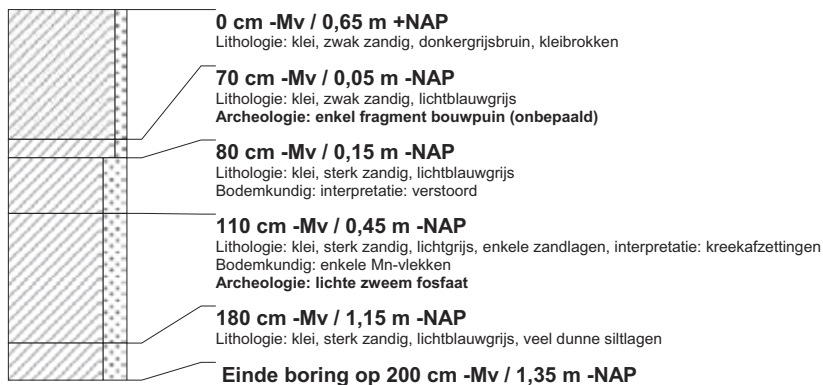 0 cm -Mv / 0,65 m +NAP
Lithologie: klei, zwak zandig, donkergrijsbruin, kleibrokken
70 cm -Mv / 0,05 m -NAP
Lithologie: klei, zwak zandig, lichtblauwgrijs
Archeologie: enkel fragment bouwpuin (onbepaald)
80 cm -Mv / 0,15 m -NAP
Lithologie: klei, sterk zandig, lichtblauwgrijs
Bodemkundig: interpretatie: verstoord
110 cm -Mv / 0,45 m -NAP
Lithologie: klei, sterk zandig, lichtgrijs, enkele zandlagen, interpretatie: kreekafzettingen
Bodemkundig: enkele Mn-vlekken
Archeologie: lichte zweem fosfaat
180 cm -Mv / 1,15 m -NAP
Lithologie: klei, sterk zandig, lichtblauwgrijs, veel dunne siltlagen
Einde boring op 200 cm -Mv / 1,35 m -NAP